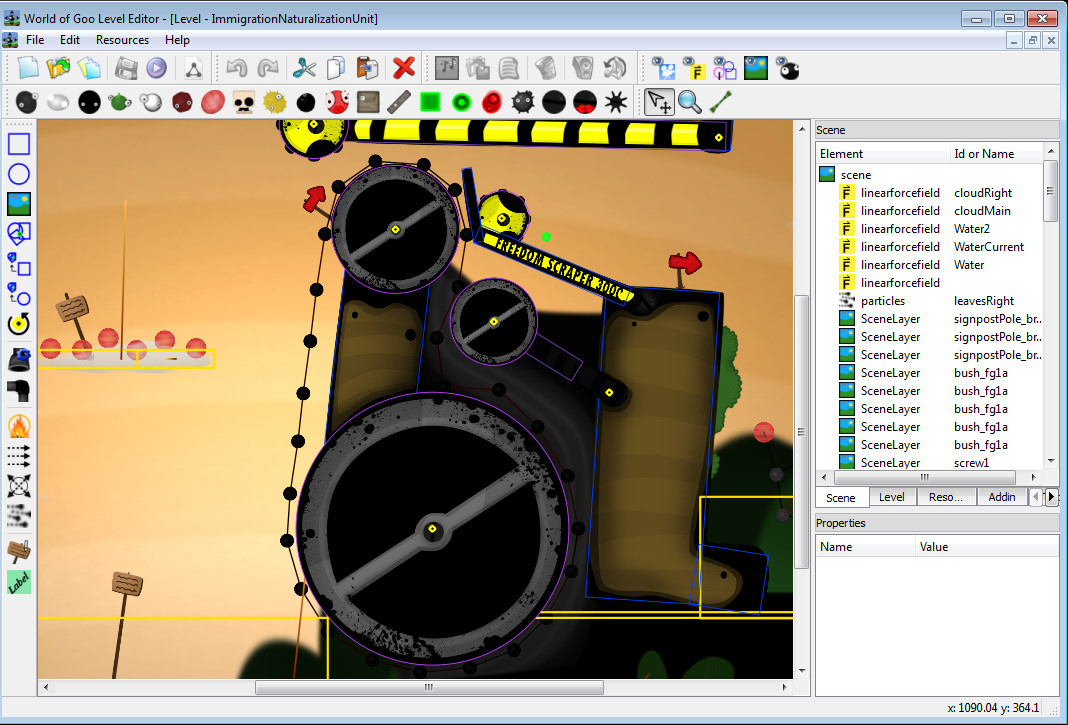 World of Goo Level Editor - [Level - ImmigrationNaturalizationUnit]
File Edit Resources Help
FREEDOM SCRAPER 3000
Label
Scene
Element Id or Name
scene
linearforcefield cloudRight
linearforcefield cloudMain
linearforcefield Water2
linearforcefield WaterCurrent
linearforcefield Water
linearforcefield
particles leavesRight
SceneLayer signpostPole_br..
SceneLayer signpostPole_br..
SceneLayer signpostPole_br..
SceneLayer bush_fg1a
SceneLayer bush_fg1a
SceneLayer bush_fg1a
SceneLayer bush_fg1a
SceneLayer bush_fg1a
SceneLayer screw1
Scene Level Reso... Addin
Properties
Name Value
x: 1090.04 y: 364.1